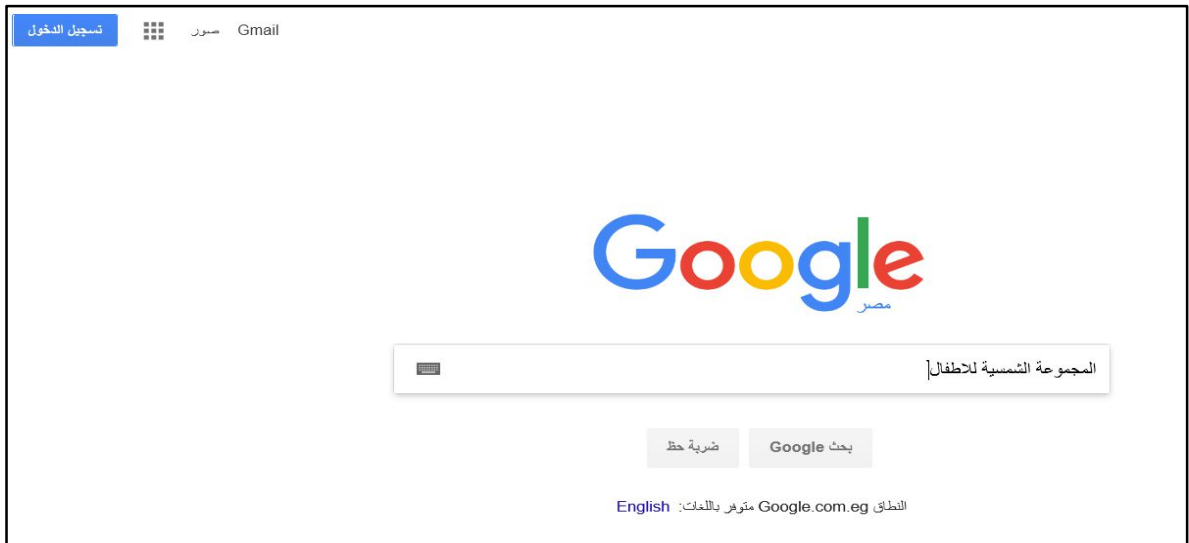 Gmail صور تسجيل الدخول
Google
مصر
المجموعة الشمسية للاطفال
بحث Google ضربة حظ
النطاق Google.com.eg متوفر باللغات: English